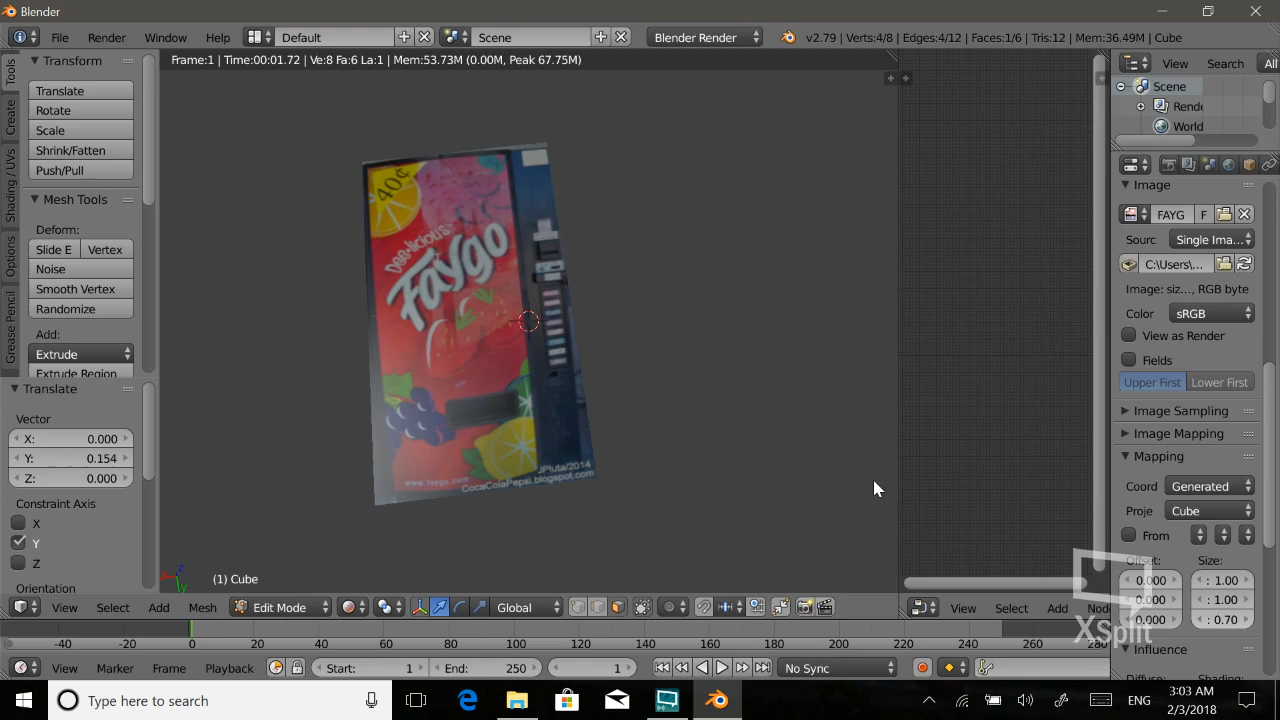 Blender
File Render Window Help Default Scene Blender Render v2.79 | Verts:4/8 | Edges:4/12 | Faces:1/6 | Tris:12 | Mem:36.49M | Cube
Tools
Create
Shading / UVs
Options
Grease Pencil
Transform
Translate
Rotate
Scale
Shrink/Fatten
Push/Pull
Mesh Tools
Deform:
Slide E Vertex
Noise
Smooth Vertex
Randomize
Add:
Extrude
Extrude Region
Translate
Vector
X: 0.000
Y: 0.154
Z: 0.000
Constraint Axis
X
Y
Z
Orientation
Frame:1 | Time:00:01.72 | Ve:8 Fa:6 La:1 | Mem:53.73M (0.00M, Peak 67.75M)
40¢
Dee-licious
Faygo
www.faygo.com
JPluta/2014
CocaColaPepsi.blogspot.com
z
y
(1) Cube
View Select Add Mesh Edit Mode Global
View Select Add Node
View Search All
Scene
Rende
World
Image
FAYG F
Sourc Single Ima...
C:\Users\...
Image: siz..., RGB byte
Color sRGB
View as Render
Fields
Upper First Lower First
Image Sampling
Image Mapping
Mapping
Coord Generated
Proje Cube
From
Offset: Size:
0.000 : 1.00
0.000 : 1.00
0.000 : 0.70
Influence
Diffuse: Shading:
XSplit
-40 -20 0 20 40 60 80 100 120 140 160 180 200 220 240 260 280
View Marker Frame Playback Start: 1 End: 250 1 No Sync
Type here to search
ENG
3:03 AM
2/3/2018